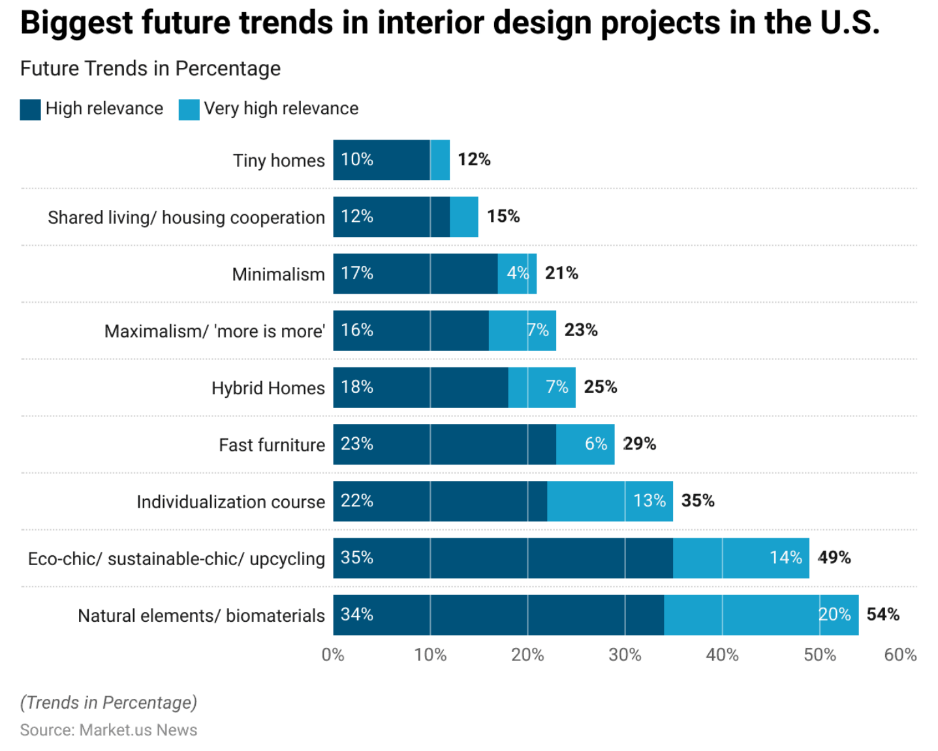 Biggest future trends in interior design projects in the U.S.
Future Trends in Percentage
High relevance Very high relevance
Tiny homes 10% 12%
Shared living/ housing cooperation 12% 15%
Minimalism 17% 4% 21%
Maximalism/ 'more is more' 16% 7% 23%
Hybrid Homes 18% 7% 25%
Fast furniture 23% 6% 29%
Individualization course 22% 13% 35%
Eco-chic/ sustainable-chic/ upcycling 35% 14% 49%
Natural elements/ biomaterials 34% 20% 54%
0% 10% 20% 30% 40% 50% 60%
(Trends in Percentage)
Source: Market.us News